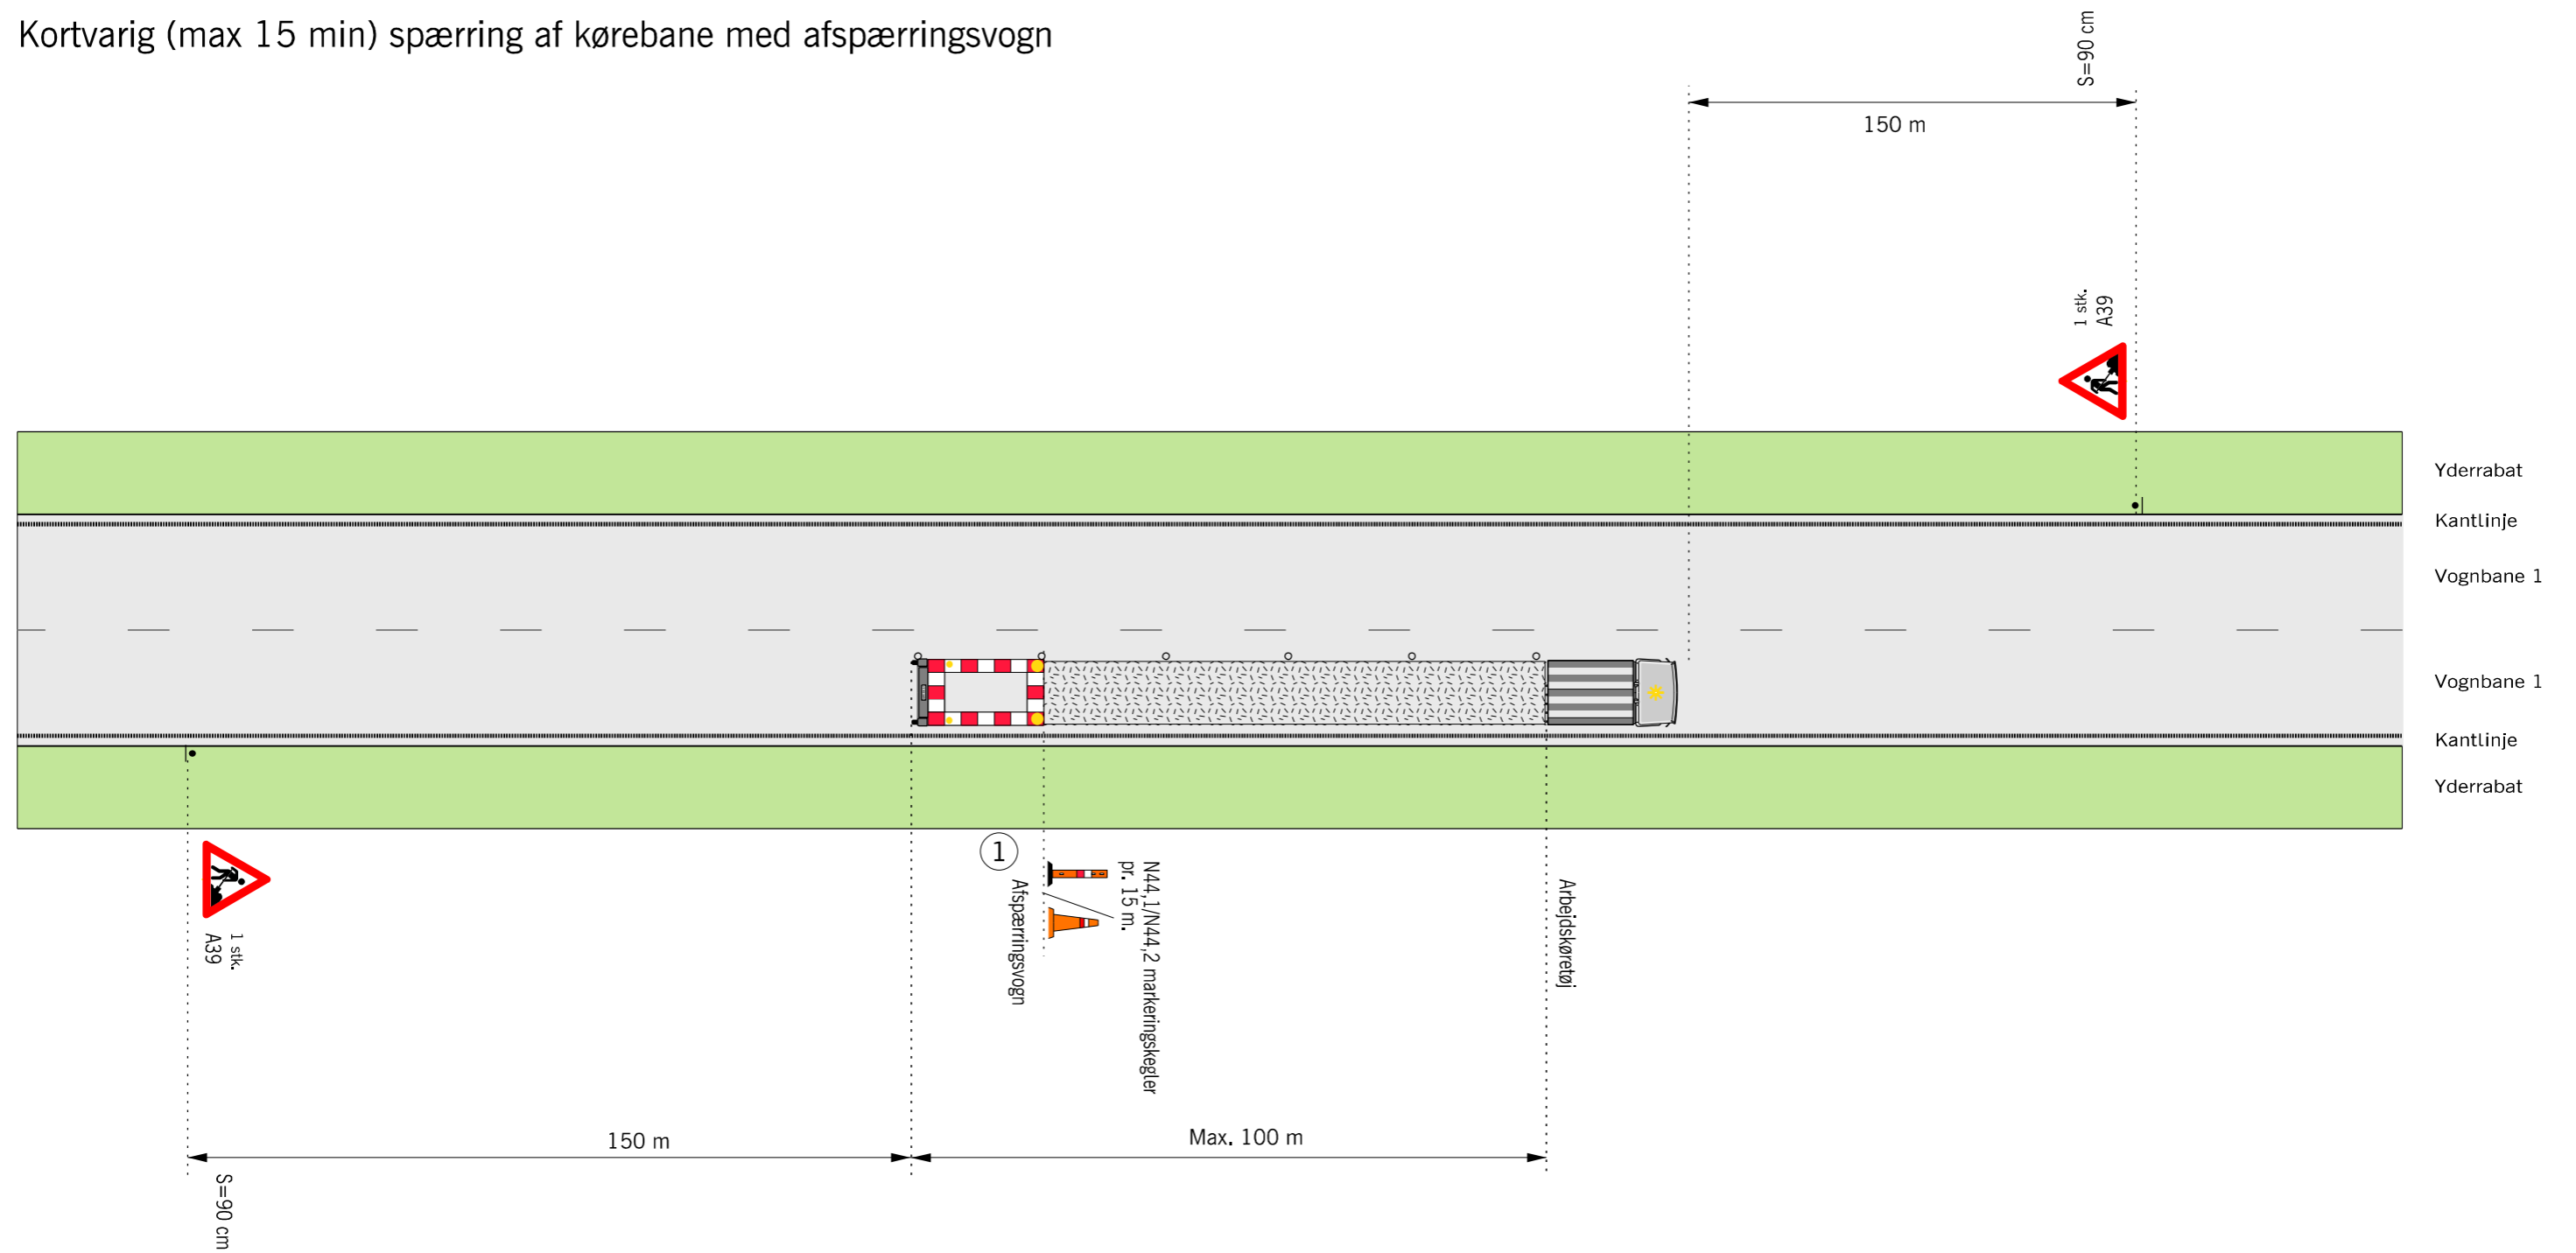 Kortvarig (max 15 min) spærring af kørebane med afspærringsvogn
S=90 cm
150 m
1 stk.
A39
Yderrabat
Kantlinje
Vognbane 1
Vognbane 1
Kantlinje
Yderrabat
1
Afspærringsvogn
N44,1/N44,2 markeringskegler
pr. 15 m.
Arbejdskøretøj
1 stk.
A39
150 m
Max. 100 m
S=90 cm